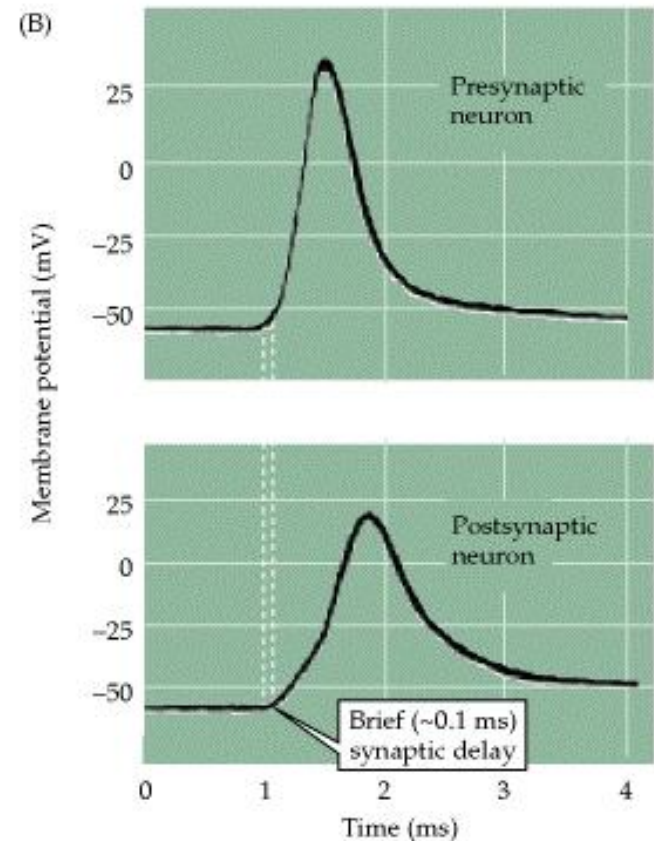 (B)
Membrane potential (mV)
25
0
−25
−50
Presynaptic
neuron
25
0
−25
−50
Postsynaptic
neuron
Brief (~0.1 ms)
synaptic delay
0 1 2 3 4
Time (ms)